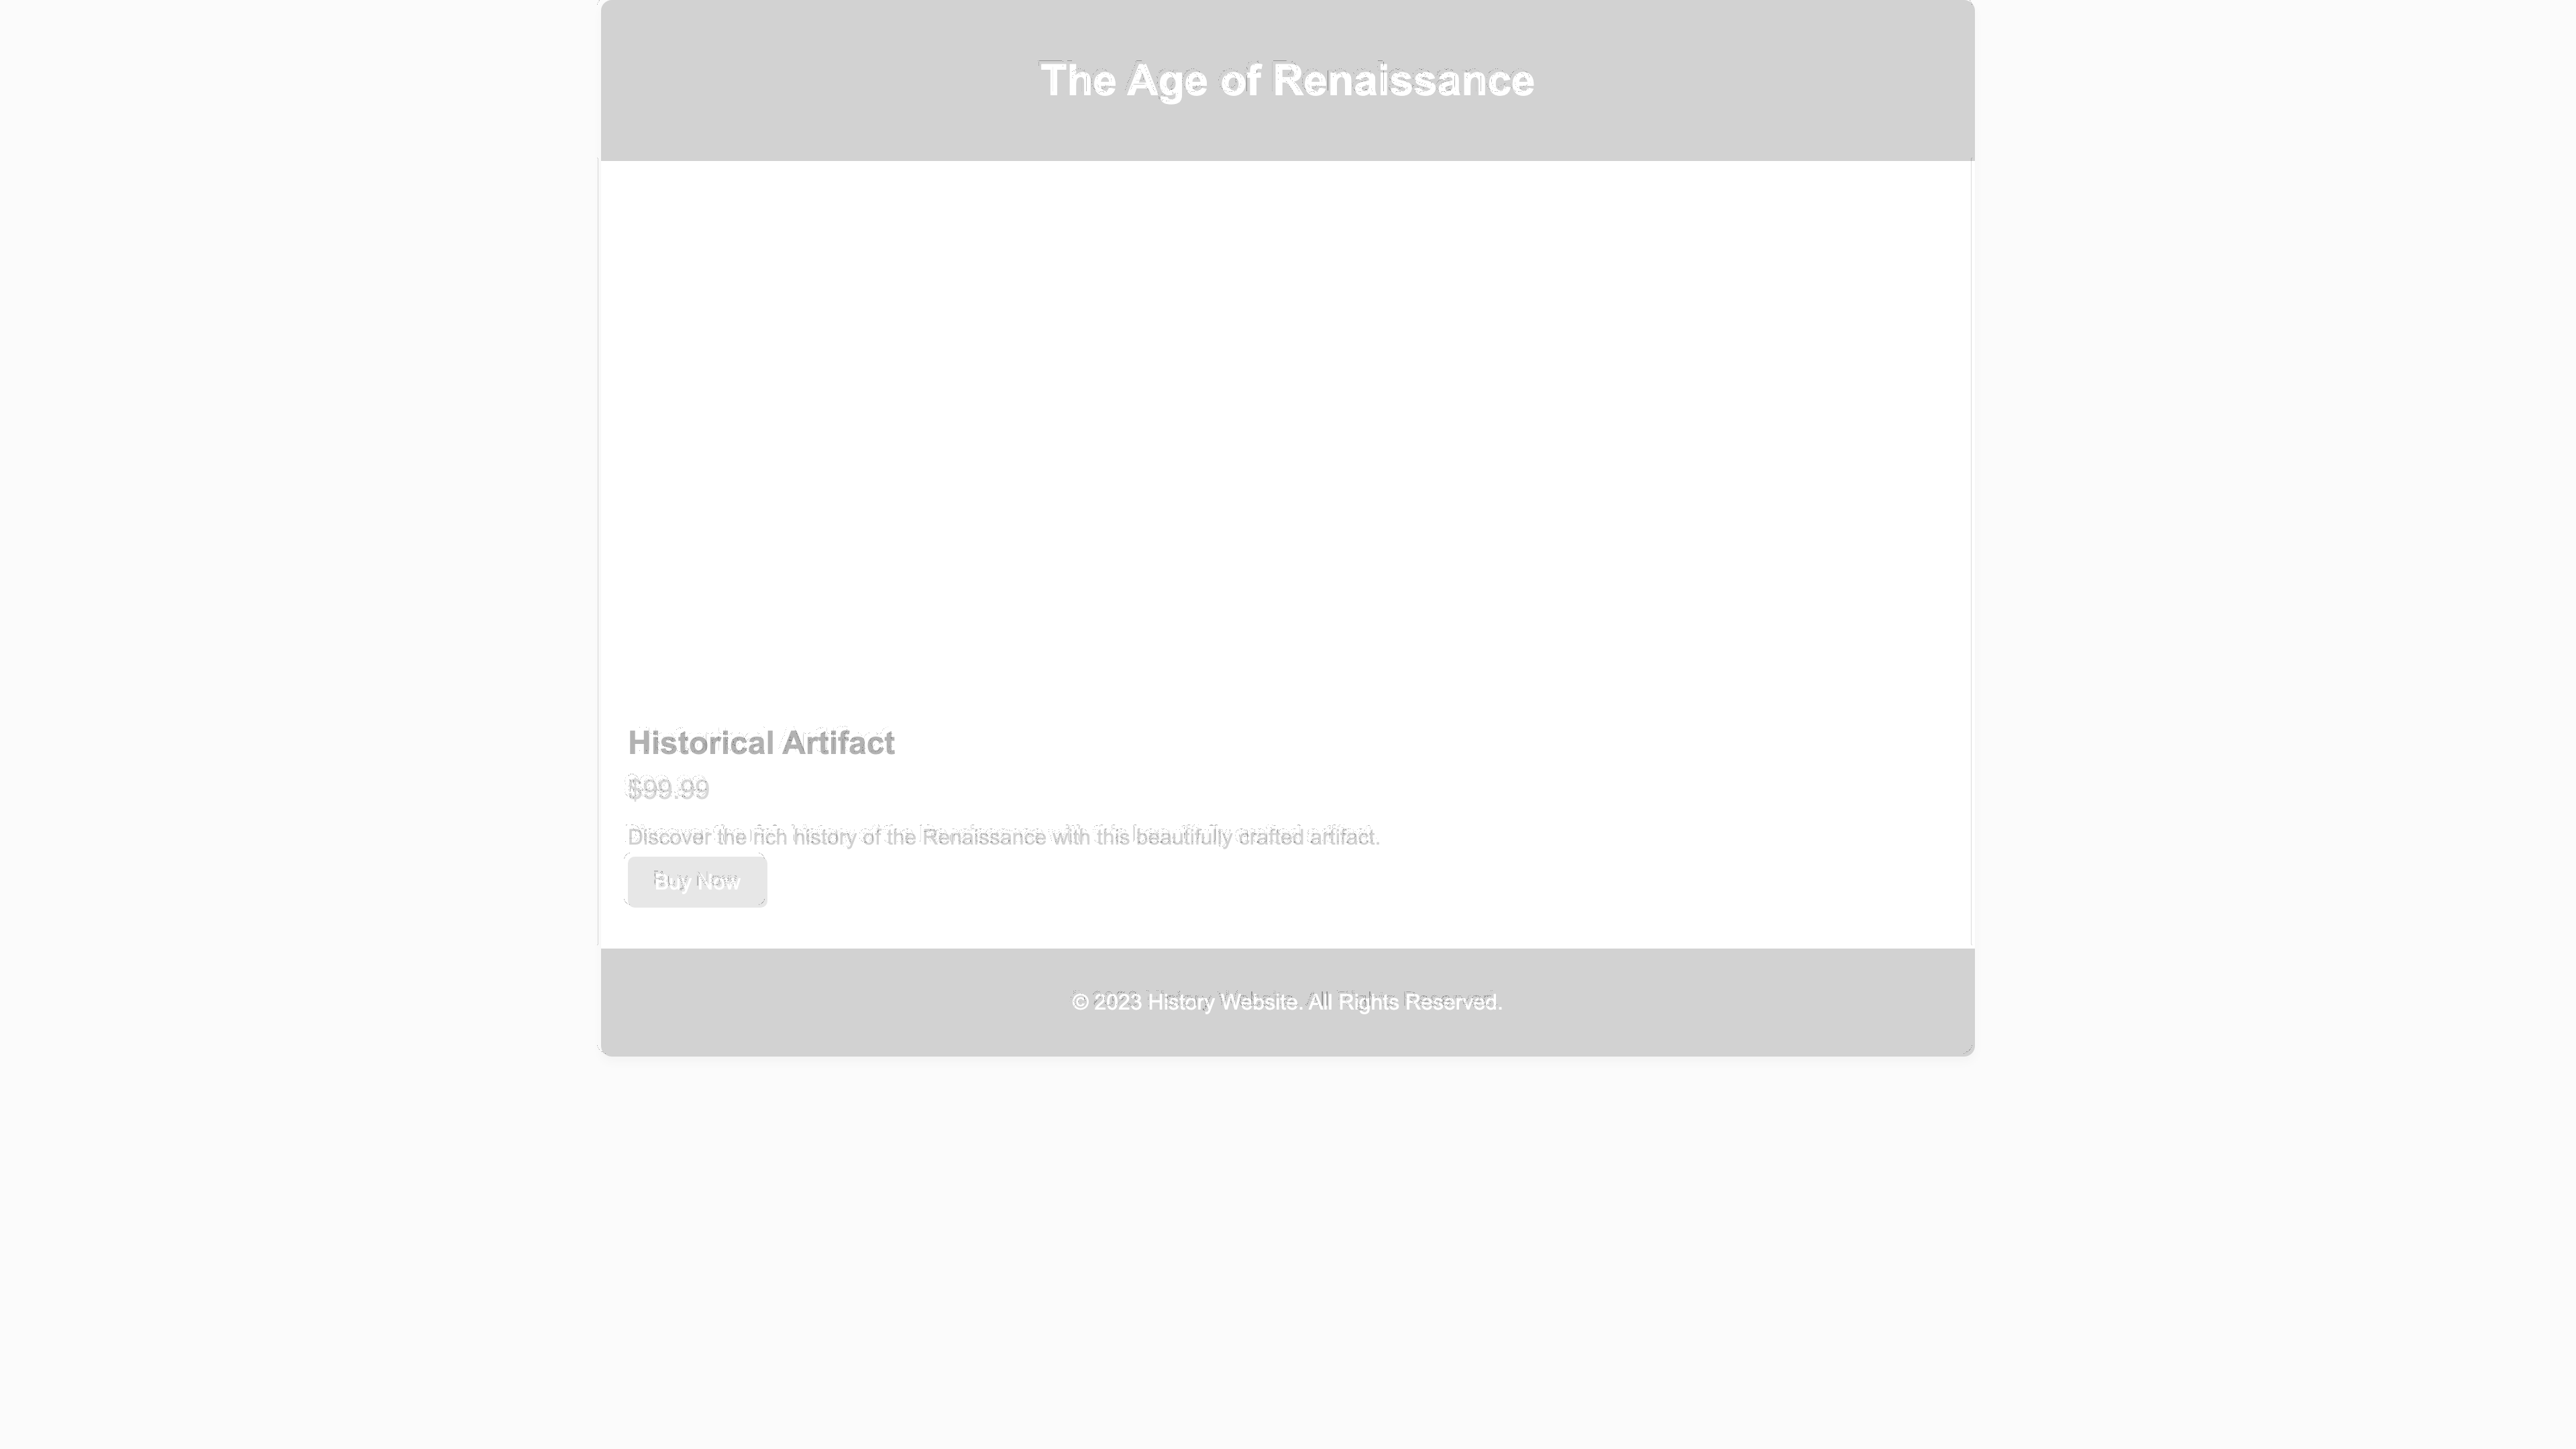 The Age of Renaissance
Historical Artifact
$99.99
Discover the rich history of the Renaissance with this beautifully crafted artifact.
Buy Now
© 2023 History Website. All Rights Reserved.